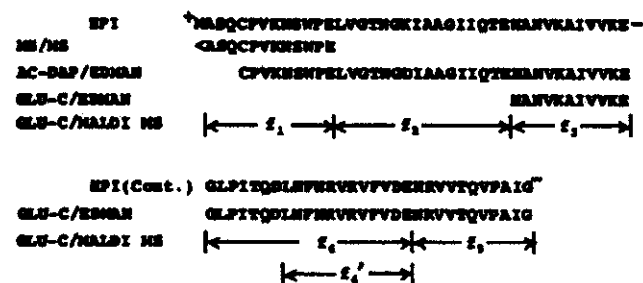 EPI +MASQCPVKNSWPELVGTNGKIAAGIIQTENANVKAIVVKE—
MS/MS <ASQCPVKNSWPE
AC-DAP/EDMAN CPVKNSWPELVGTNGDIAAGIIQTENANVKAIVVKE
GLU-C/EDMAN NANVKAIVVKE
GLU-C/MALDI MS f₁ f₂ f₃
EPI(Cont.) GLPITQDLNFNRVRVFVDENRVVTQVPAIG
GLU-C/EDMAN GLPITQDLNFNRVRVFVDENRVVTQVPAIG
GLU-C/MALDI MS f₄ f₅
f₄'